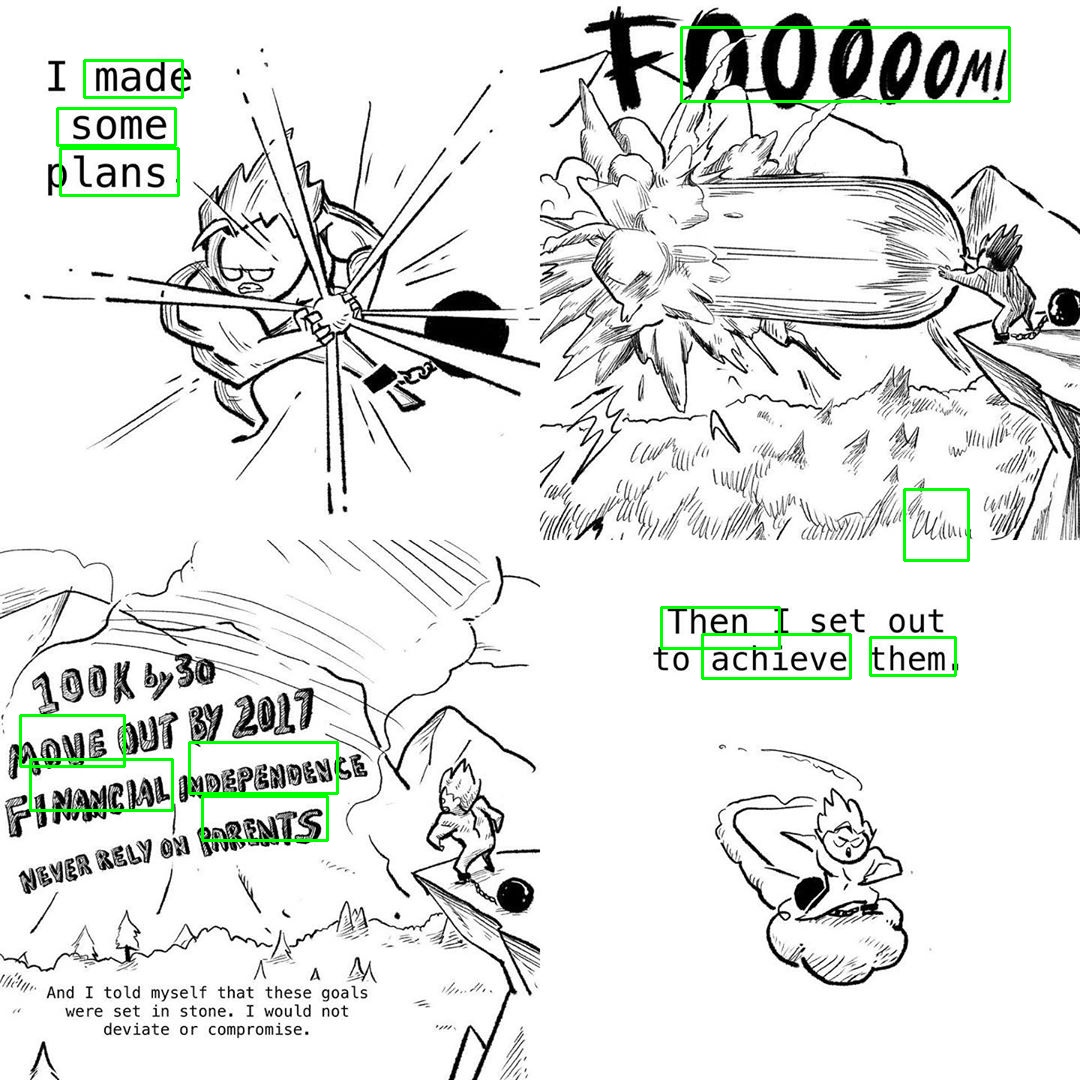 I made
some
plans.
FOOOOOM!
100K by 30
MOVE OUT BY 2017
FINANCIAL INDEPENDENCE
NEVER RELY ON PARENTS
And I told myself that these goals
were set in stone. I would not
deviate or compromise.
Then I set out
to achieve them.